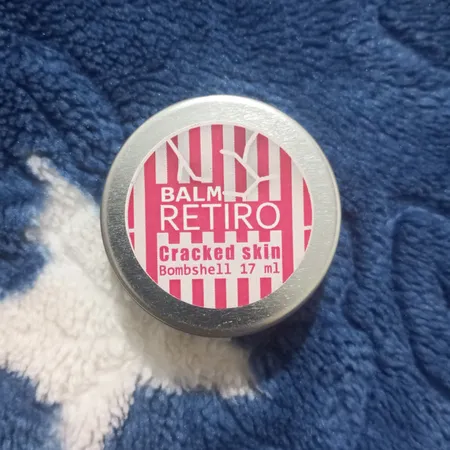 BALM
RETIRO
Cracked skin
Bombshell 17 ml